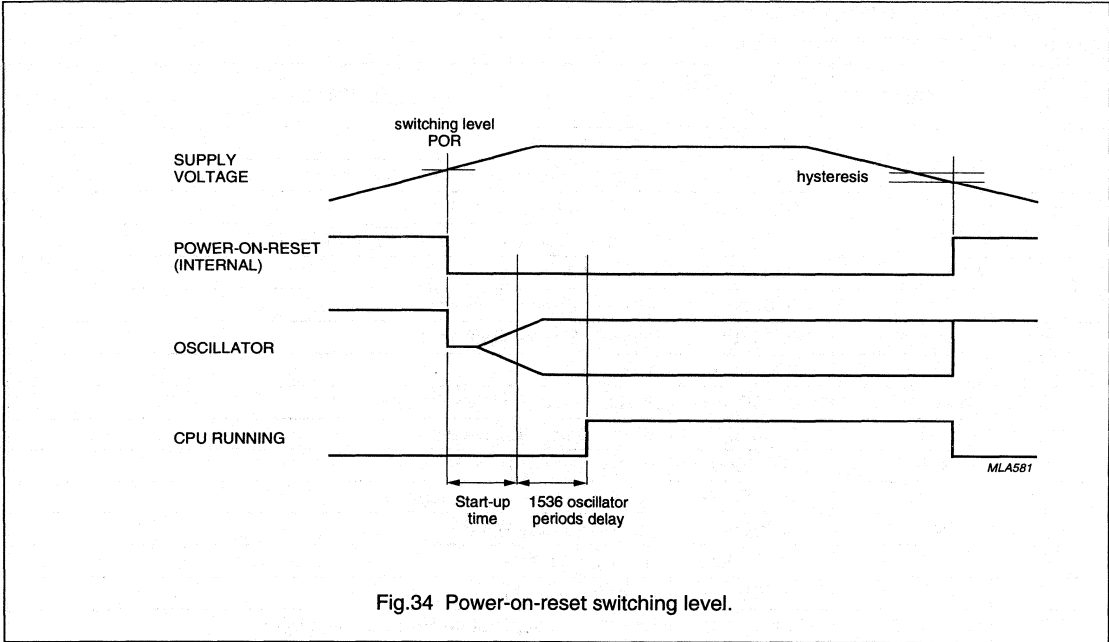 switching level
POR
SUPPLY
VOLTAGE
hysteresis
POWER-ON-RESET
(INTERNAL)
OSCILLATOR
CPU RUNNING
MLA581
Start-up
time
1536 oscillator
periods delay
Fig.34 Power-on-reset switching level.